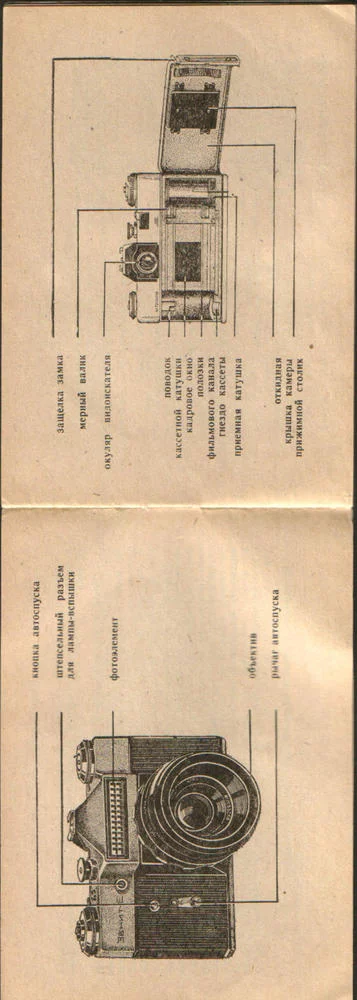 защелка замка
мерный валик
окуляр видоискателя
поводок
кассетной катушки
кадровое окно
полозки
фильмового канала
гнездо кассеты
приемная катушка
откидная
крышка камеры
прижимной столик
кнопка автоспуска
штепсельный разъем
для лампы-вспышки
фотоэлемент
объектив
рычаг автоспуска
ЗЕНИТ-Е